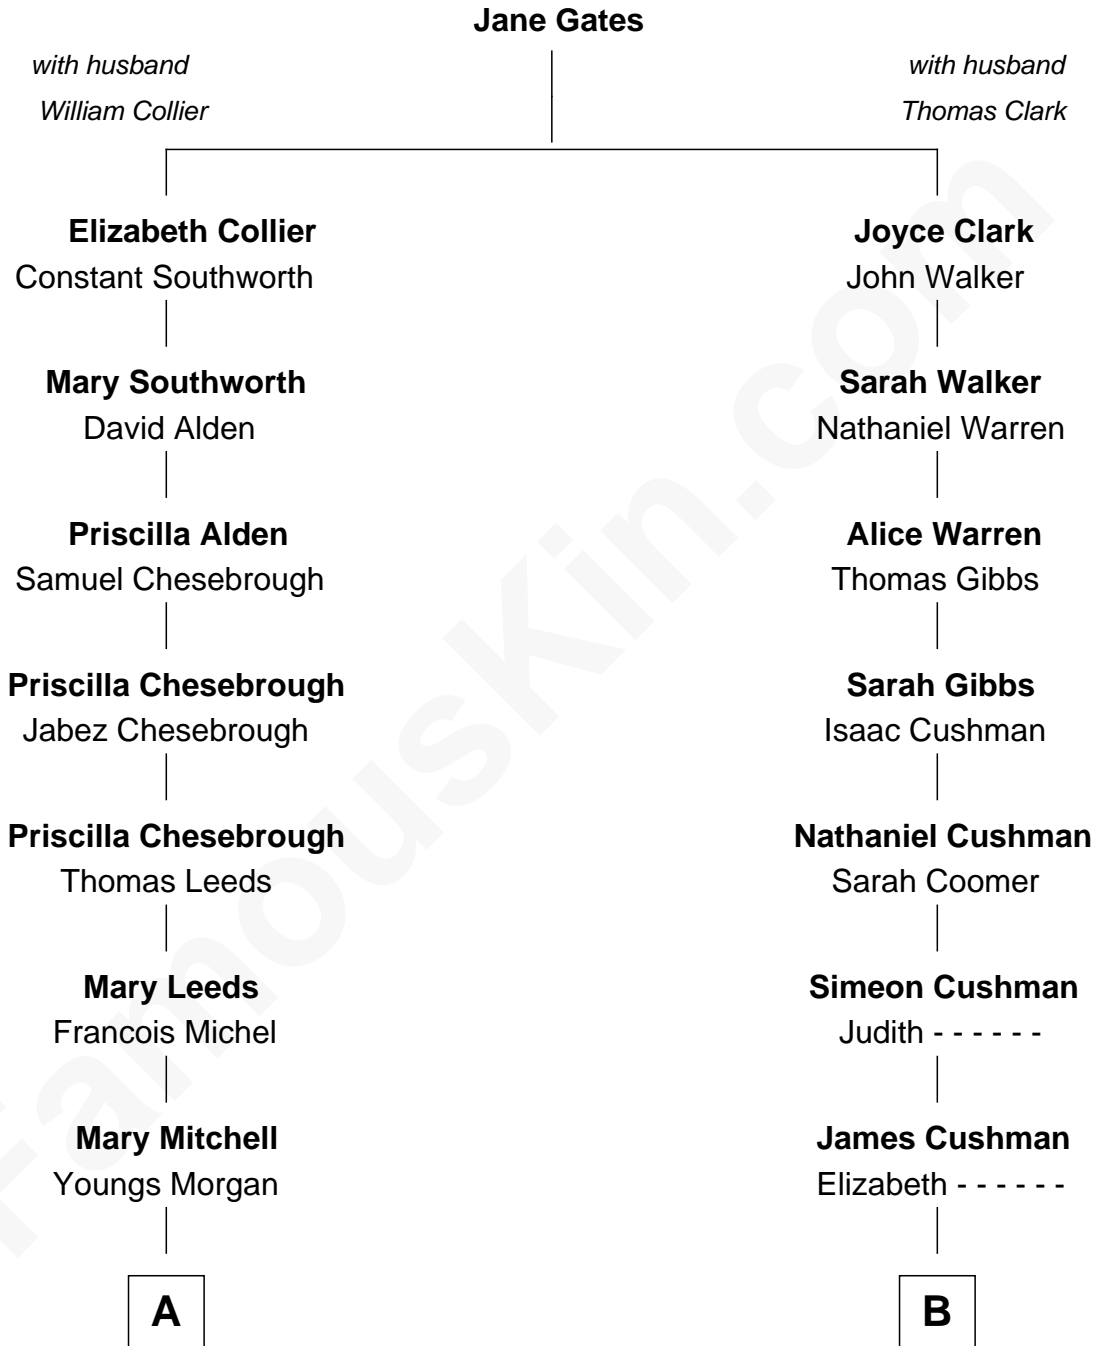 Jane Gates
with husband
William Collier
with husband
Thomas Clark
Elizabeth Collier
Constant Southworth
Joyce Clark
John Walker
Mary Southworth
David Alden
Sarah Walker
Nathaniel Warren
Priscilla Alden
Samuel Chesebrough
Alice Warren
Thomas Gibbs
Priscilla Chesebrough
Jabez Chesebrough
Sarah Gibbs
Isaac Cushman
Priscilla Chesebrough
Thomas Leeds
Nathaniel Cushman
Sarah Coomer
Mary Leeds
Francois Michel
Simeon Cushman
Judith - - - - - -
Mary Mitchell
Youngs Morgan
James Cushman
Elizabeth - - - - - -
A
B
FamousKin.com